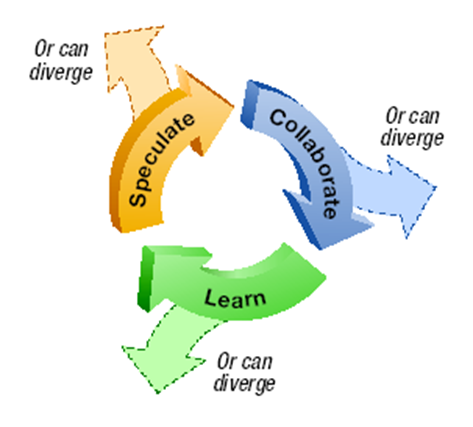 Or can
diverge
Speculate
Collaborate
Or can
diverge
Learn
Or can
diverge